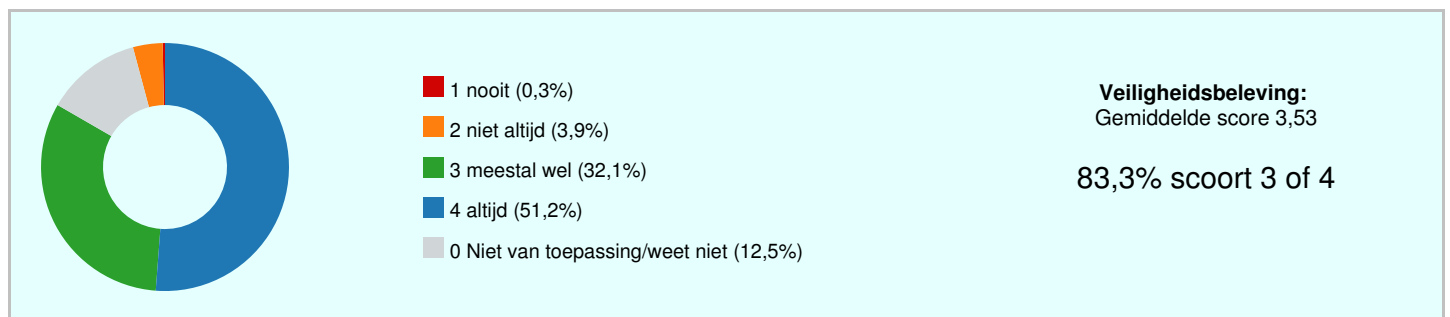 1 nooit (0,3%)
2 niet altijd (3,9%)
3 meestal wel (32,1%)
4 altijd (51,2%)
0 Niet van toepassing/weet niet (12,5%)
Veiligheidsbeleving:
Gemiddelde score 3,53
83,3% scoort 3 of 4